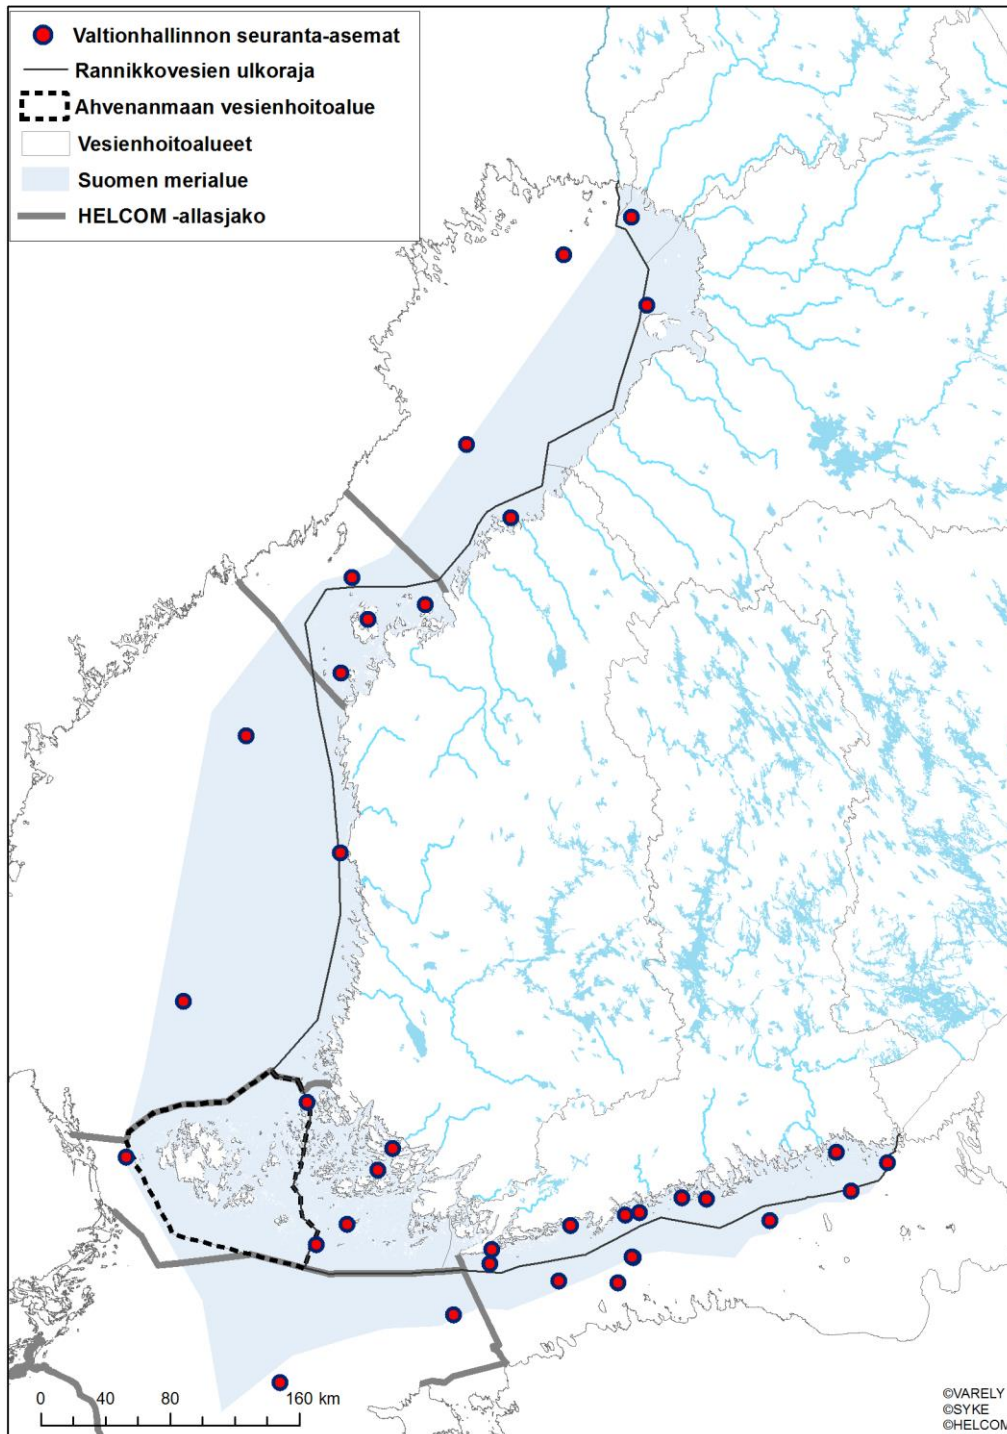 Valtionhallinnon seuranta-asemat
Rannikkovesien ulkoraja
Ahvenanmaan vesienhoitoalue
Vesienhoitoalueet
Suomen merialue
HELCOM -allasjako
0 40 80 160 km
©VARELY
©SYKE
©HELCOM